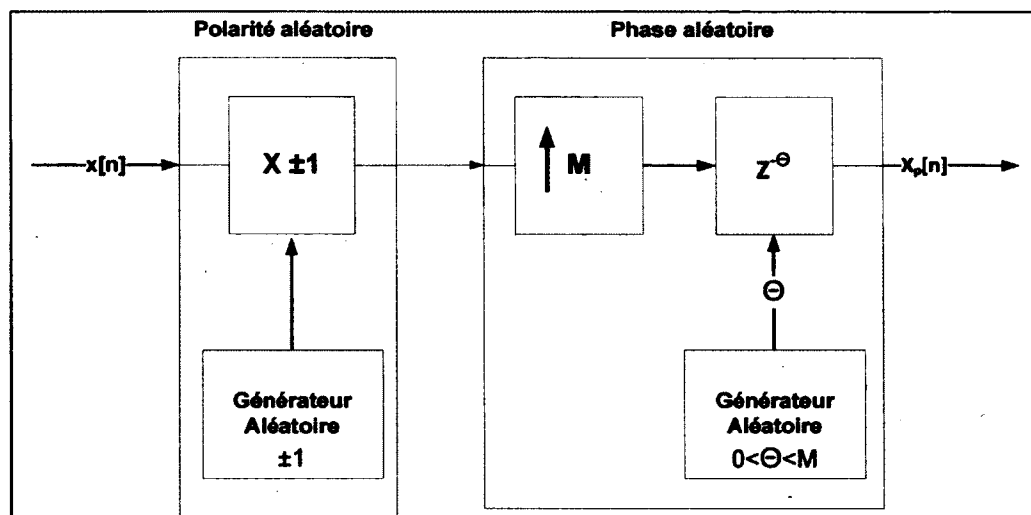 Polarité aléatoire
Phase aléatoire
x[n]
X ±1
M
z^-Θ
Xₚ[n]
Θ
Générateur
Aléatoire
±1
Générateur
Aléatoire
0<Θ<M